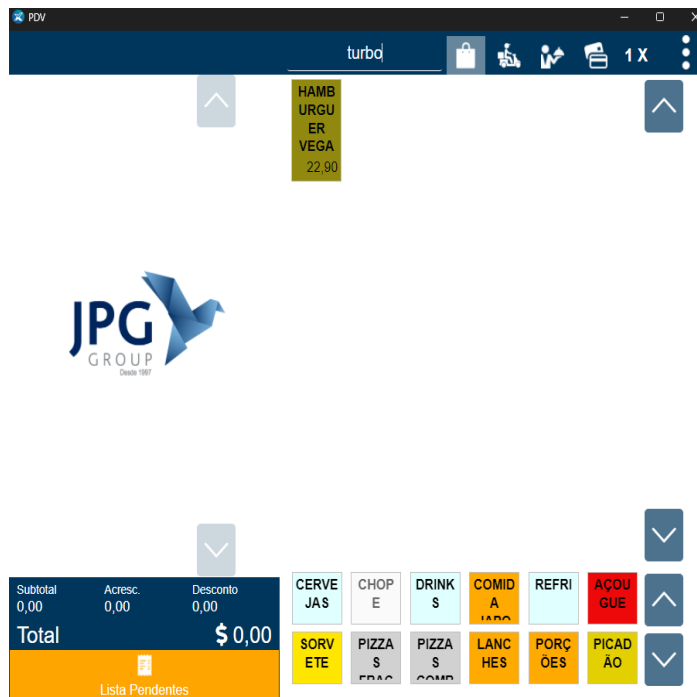 PDV
turbo
1 X
HAMB
URGU
ER
VEGA
22,90
JPG
GROUP
Desde 1997
Subtotal Acresc. Desconto
0,00 0,00 0,00
Total $ 0,00
Lista Pendentes
CERVE
JAS
CHOP
E
DRINK
S
COMID
A
REFRI
AÇOU
GUE
SORV
ETE
PIZZA
S
PIZZA
S
LANC
HES
PORÇ
ÕES
PICAD
ÃO